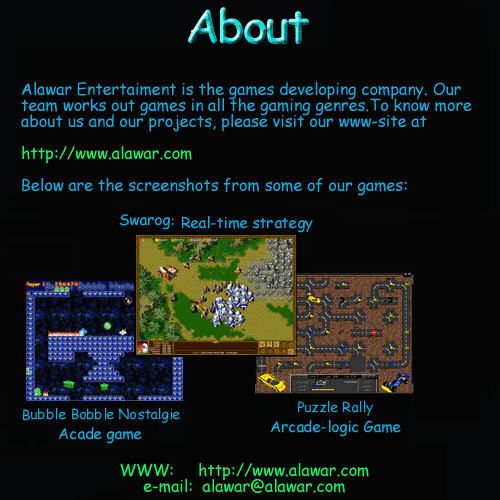 About
Alawar Entertaiment is the games developing company. Our
team works out games in all the gaming genres.To know more
about us and our projects, please visit our www-site at
http://www.alawar.com
Below are the screenshots from some of our games:
Swarog: Real-time strategy
Bubble Bobble Nostalgie
Acade game
Puzzle Rally
Arcade-logic Game
WWW: http://www.alawar.com
e-mail: alawar@alawar.com